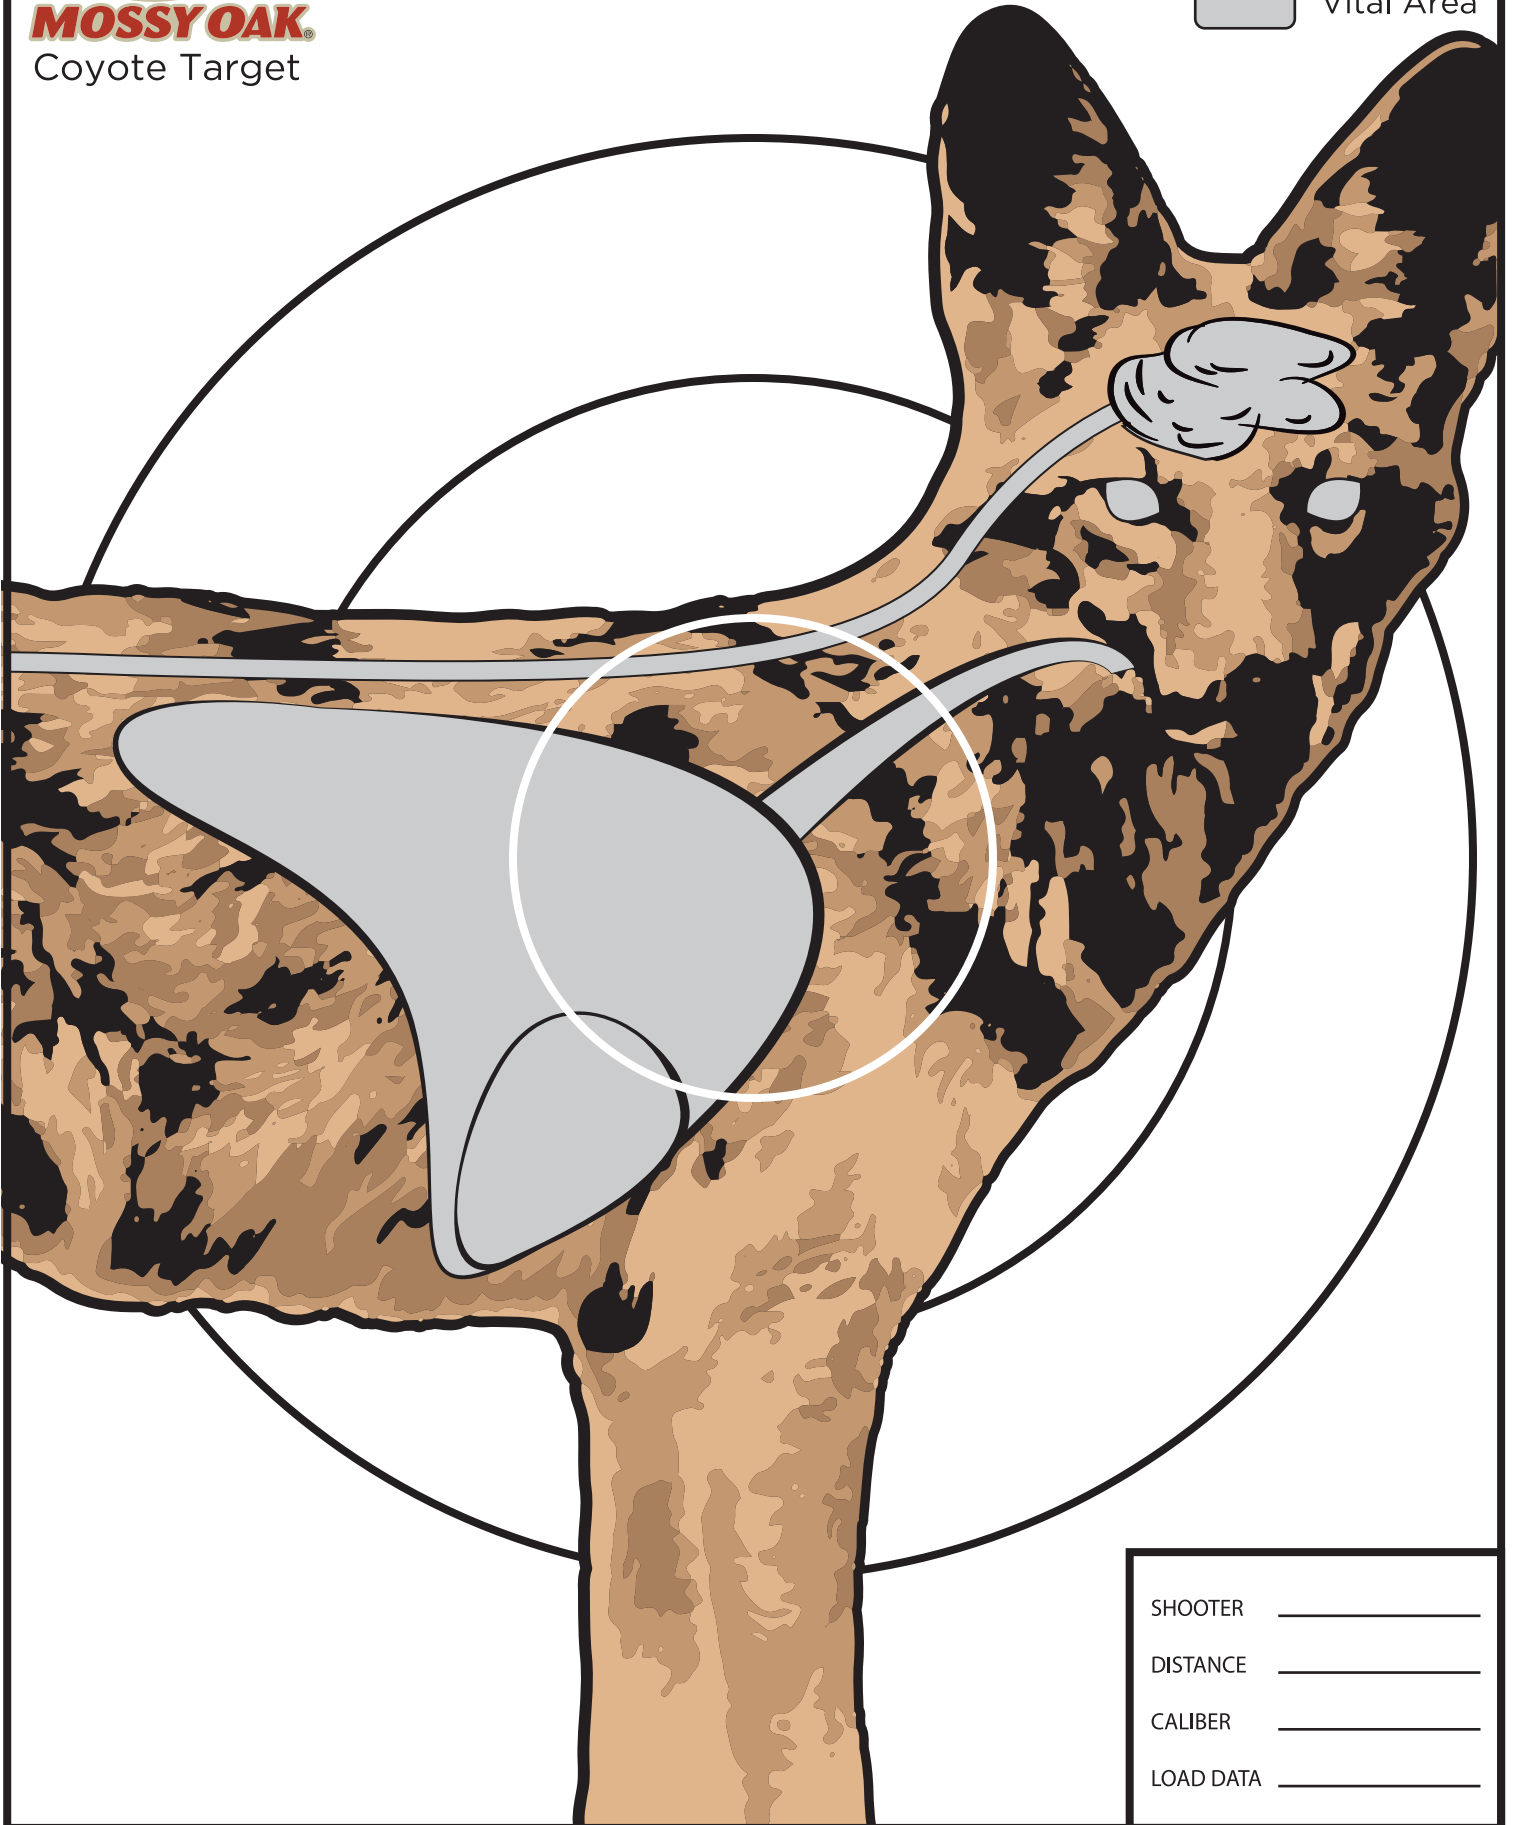 MOSSY OAK®
Coyote Target
Vital Area
SHOOTER
DISTANCE
CALIBER
LOAD DATA